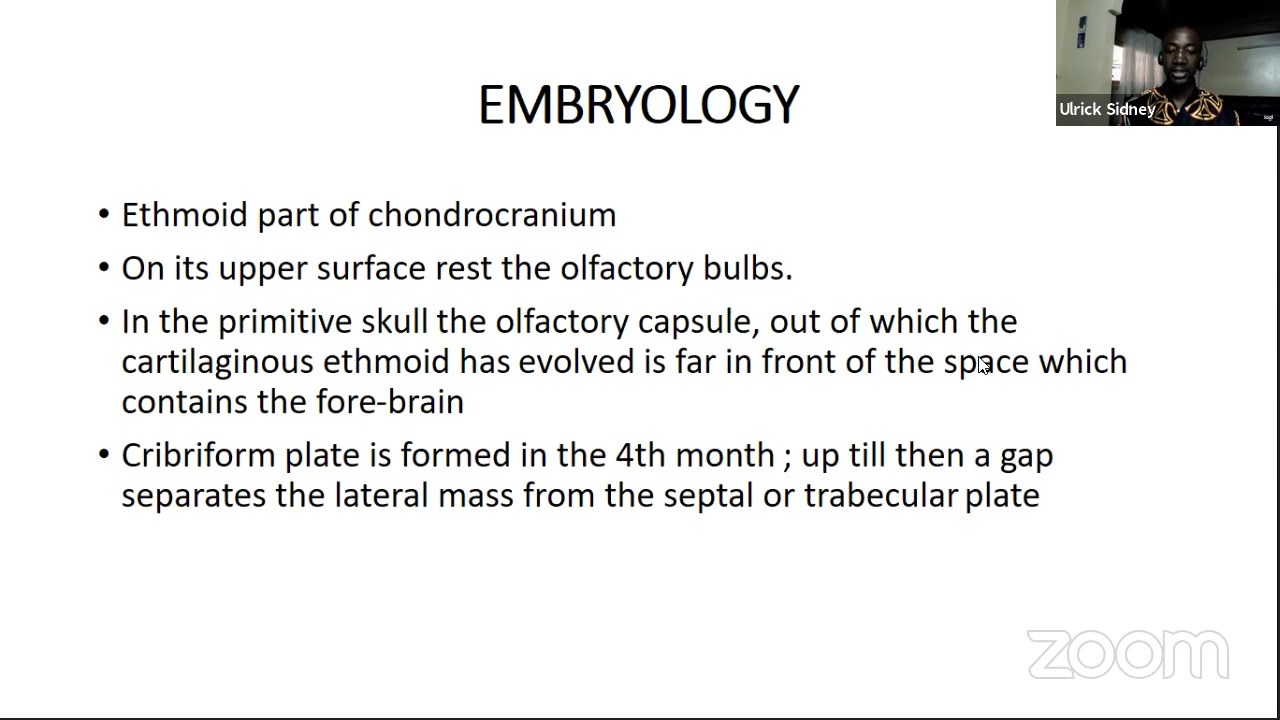 EMBRYOLOGY
Ulrick Sidney
• Ethmoid part of chondrocranium
• On its upper surface rest the olfactory bulbs.
• In the primitive skull the olfactory capsule, out of which the
cartilaginous ethmoid has evolved is far in front of the space which
contains the fore-brain
• Cribriform plate is formed in the 4th month ; up till then a gap
separates the lateral mass from the septal or trabecular plate
zoom